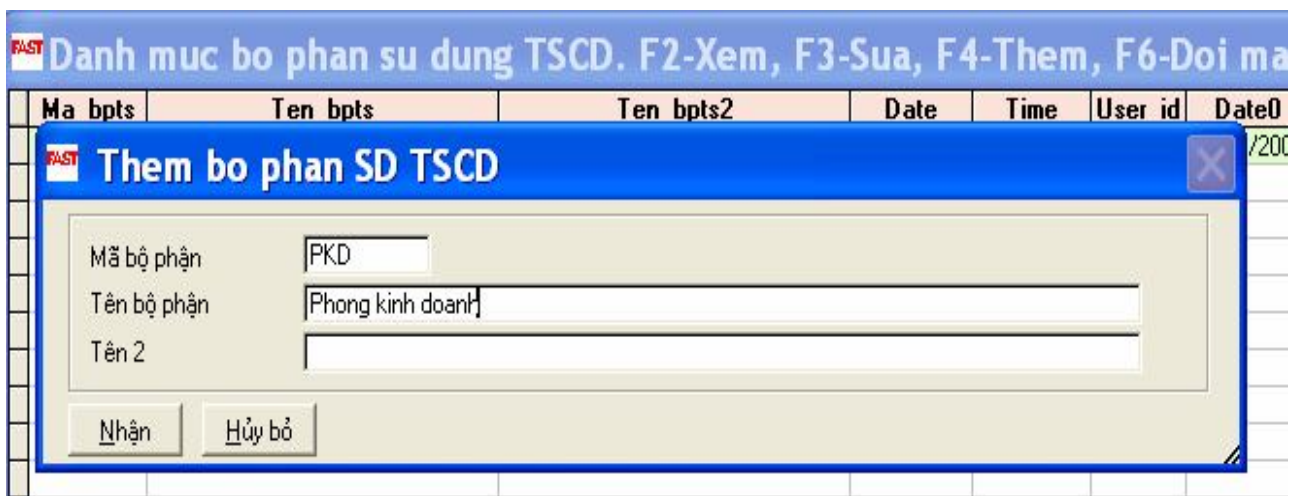 FAST Danh muc bo phan su dung TSCD. F2-Xem, F3-Sua, F4-Them, F6-Doi ma
Ma bpts Ten bpts Ten bpts2 Date Time User id Date0
/200
FAST Them bo phan SD TSCD
Mã bộ phận PKD
Tên bộ phận Phong kinh doanh
Tên 2
Nhận Hủy bỏ